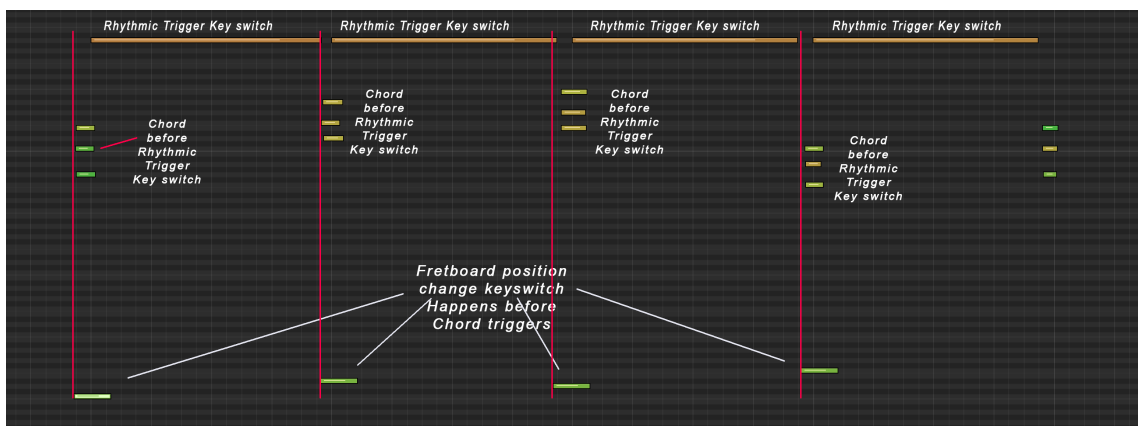 Rhythmic Trigger Key switch
Rhythmic Trigger Key switch
Rhythmic Trigger Key switch
Rhythmic Trigger Key switch
Chord
before
Rhythmic
Trigger
Key switch
Chord
before
Rhythmic
Trigger
Key switch
Chord
before
Rhythmic
Trigger
Key switch
Chord
before
Rhythmic
Trigger
Key switch
Fretboard position
change keyswitch
Happens before
Chord triggers